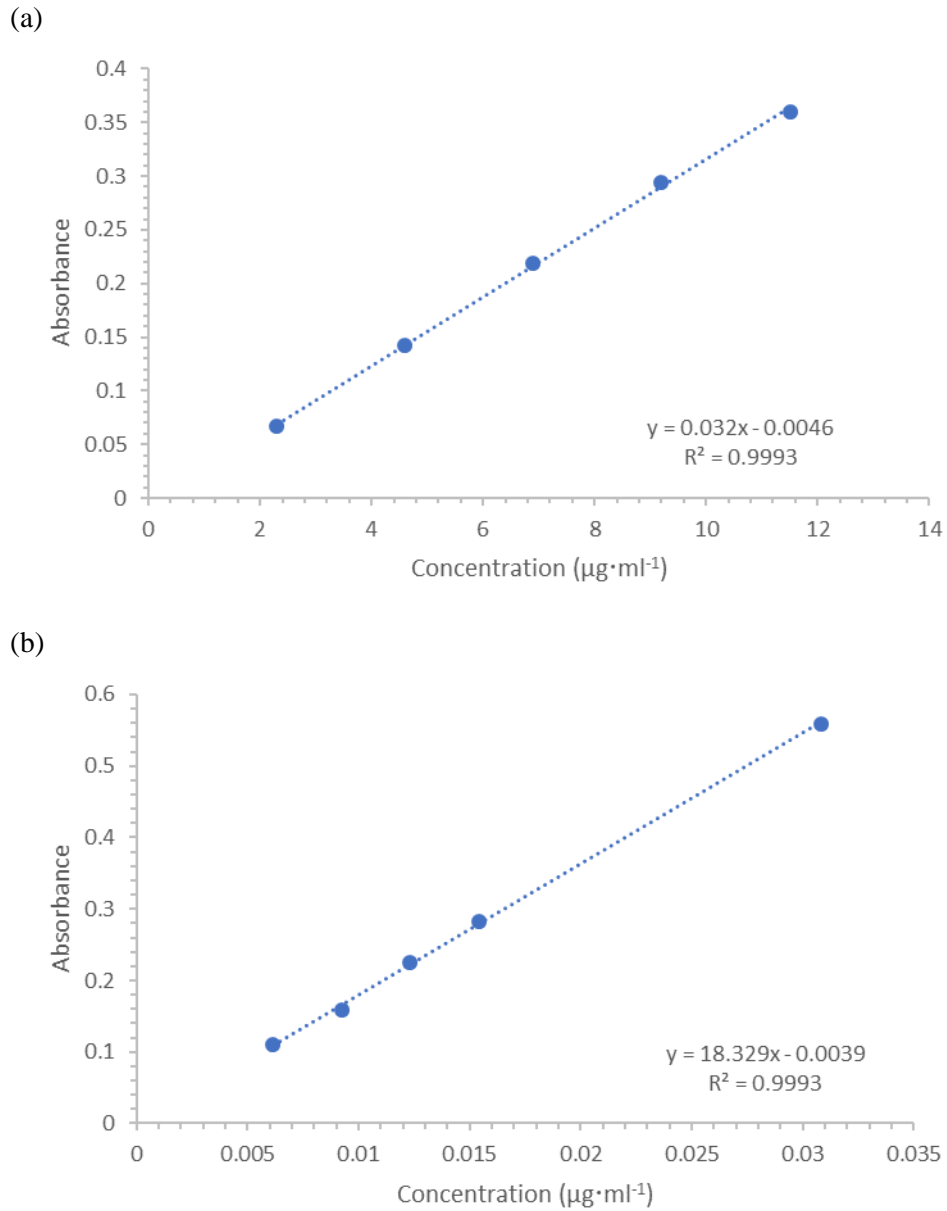 (a)
0.4
0.35
0.3
0.25
0.2
0.15
0.1
0.05
0
Absorbance
y = 0.032x - 0.0046
R² = 0.9993
0 2 4 6 8 10 12 14
Concentration (µg·ml⁻¹)
(b)
0.6
0.5
0.4
0.3
0.2
0.1
0
Absorbance
y = 18.329x - 0.0039
R² = 0.9993
0 0.005 0.01 0.015 0.02 0.025 0.03 0.035
Concentration (µg·ml⁻¹)